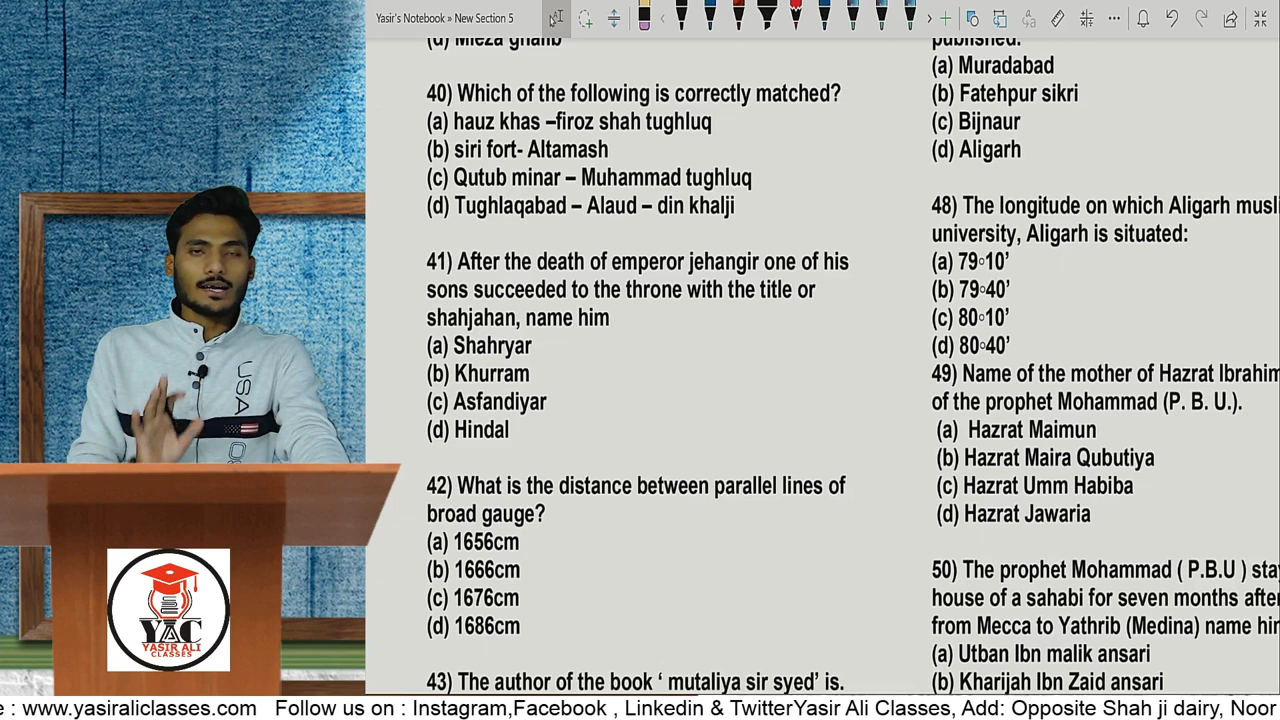 Yasir's Notebook » New Section 5
(d) Mieza ghalib
40) Which of the following is correctly matched?
(a) hauz khas –firoz shah tughluq
(b) siri fort- Altamash
(c) Qutub minar – Muhammad tughluq
(d) Tughlaqabad – Alaud – din khalji
41) After the death of emperor jehangir one of his
sons succeeded to the throne with the title or
shahjahan, name him
(a) Shahryar
(b) Khurram
(c) Asfandiyar
(d) Hindal
42) What is the distance between parallel lines of
broad gauge?
(a) 1656cm
(b) 1666cm
(c) 1676cm
(d) 1686cm
43) The author of the book ‘ mutaliya sir syed’ is.
published.
(a) Muradabad
(b) Fatehpur sikri
(c) Bijnaur
(d) Aligarh
48) The longitude on which Aligarh musli
university, Aligarh is situated:
(a) 79◦10’
(b) 79◦40’
(c) 80◦10’
(d) 80◦40’
49) Name of the mother of Hazrat Ibrahim
of the prophet Mohammad (P. B. U.).
(a) Hazrat Maimun
(b) Hazrat Maira Qubutiya
(c) Hazrat Umm Habiba
(d) Hazrat Jawaria
50) The prophet Mohammad ( P.B.U ) stay
house of a sahabi for seven months after
from Mecca to Yathrib (Medina) name him
(a) Utban Ibn malik ansari
(b) Kharijah Ibn Zaid ansari
USA
YAC
YASIR ALI
CLASSES
: www.yasiraliclasses.com Follow us on : Instagram,Facebook , Linkedin & TwitterYasir Ali Classes, Add: Opposite Shah ji dairy, Noor